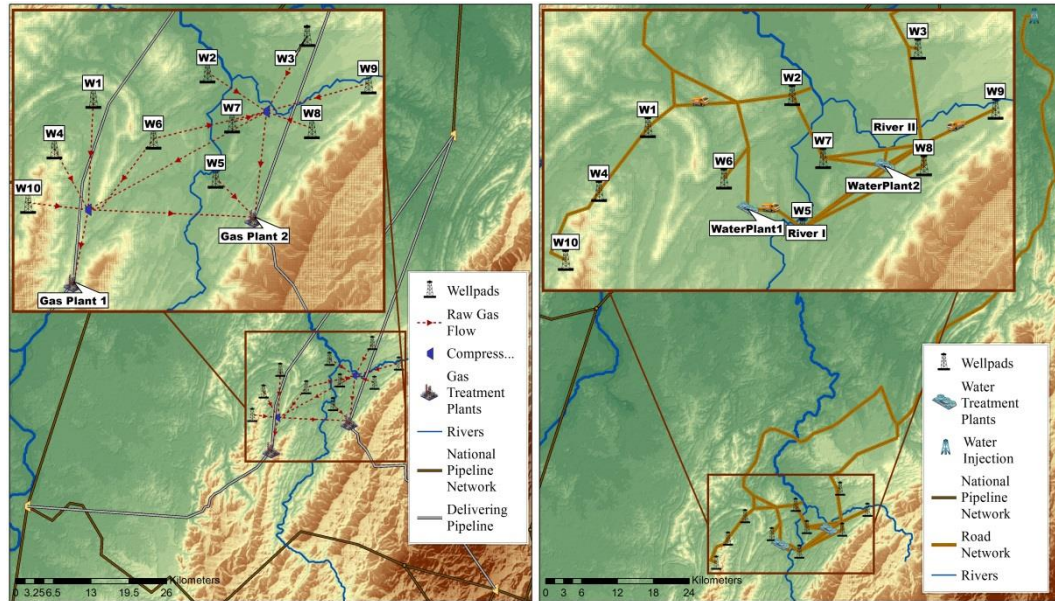 W2
W3
W1
W9
W7
W8
W4
W6
W5
W10
Gas Plant 2
Gas Plant 1
Wellpads
Raw Gas
Flow
Compress...
Gas
Treatment
Plants
Rivers
National
Pipeline
Network
Delivering
Pipeline
Kilometers
0 3.25 6.5 13 19.5 26
W3
W2
W9
W1
River II
W7
W8
W6
WaterPlant2
W4
W5
WaterPlant1
River I
W10
Wellpads
Water
Treatment
Plants
Water
Injection
National
Pipeline
Network
Road
Network
Rivers
Kilometers
0 3 6 12 18 24